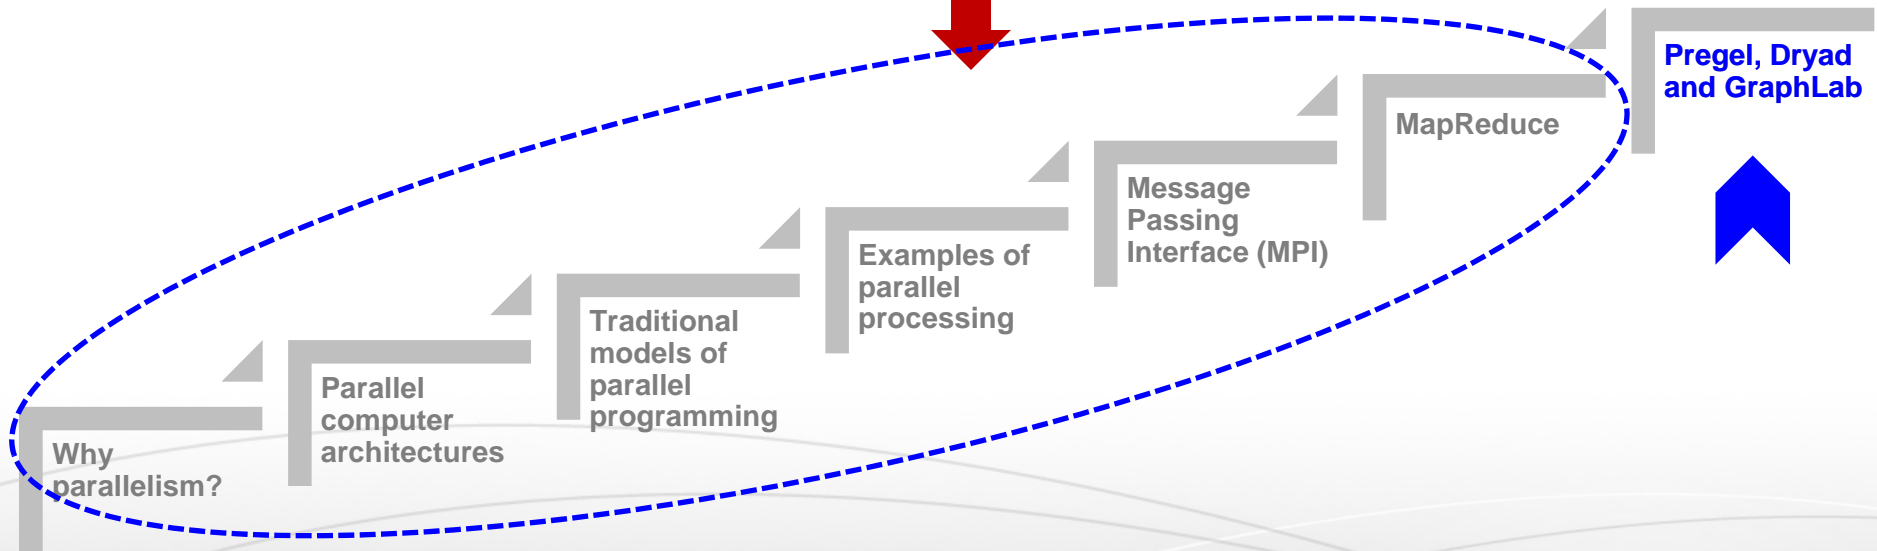 Why
parallelism?
Parallel
computer
architectures
Traditional
models of
parallel
programming
Examples of
parallel
processing
Message
Passing
Interface (MPI)
MapReduce
Pregel, Dryad
and GraphLab